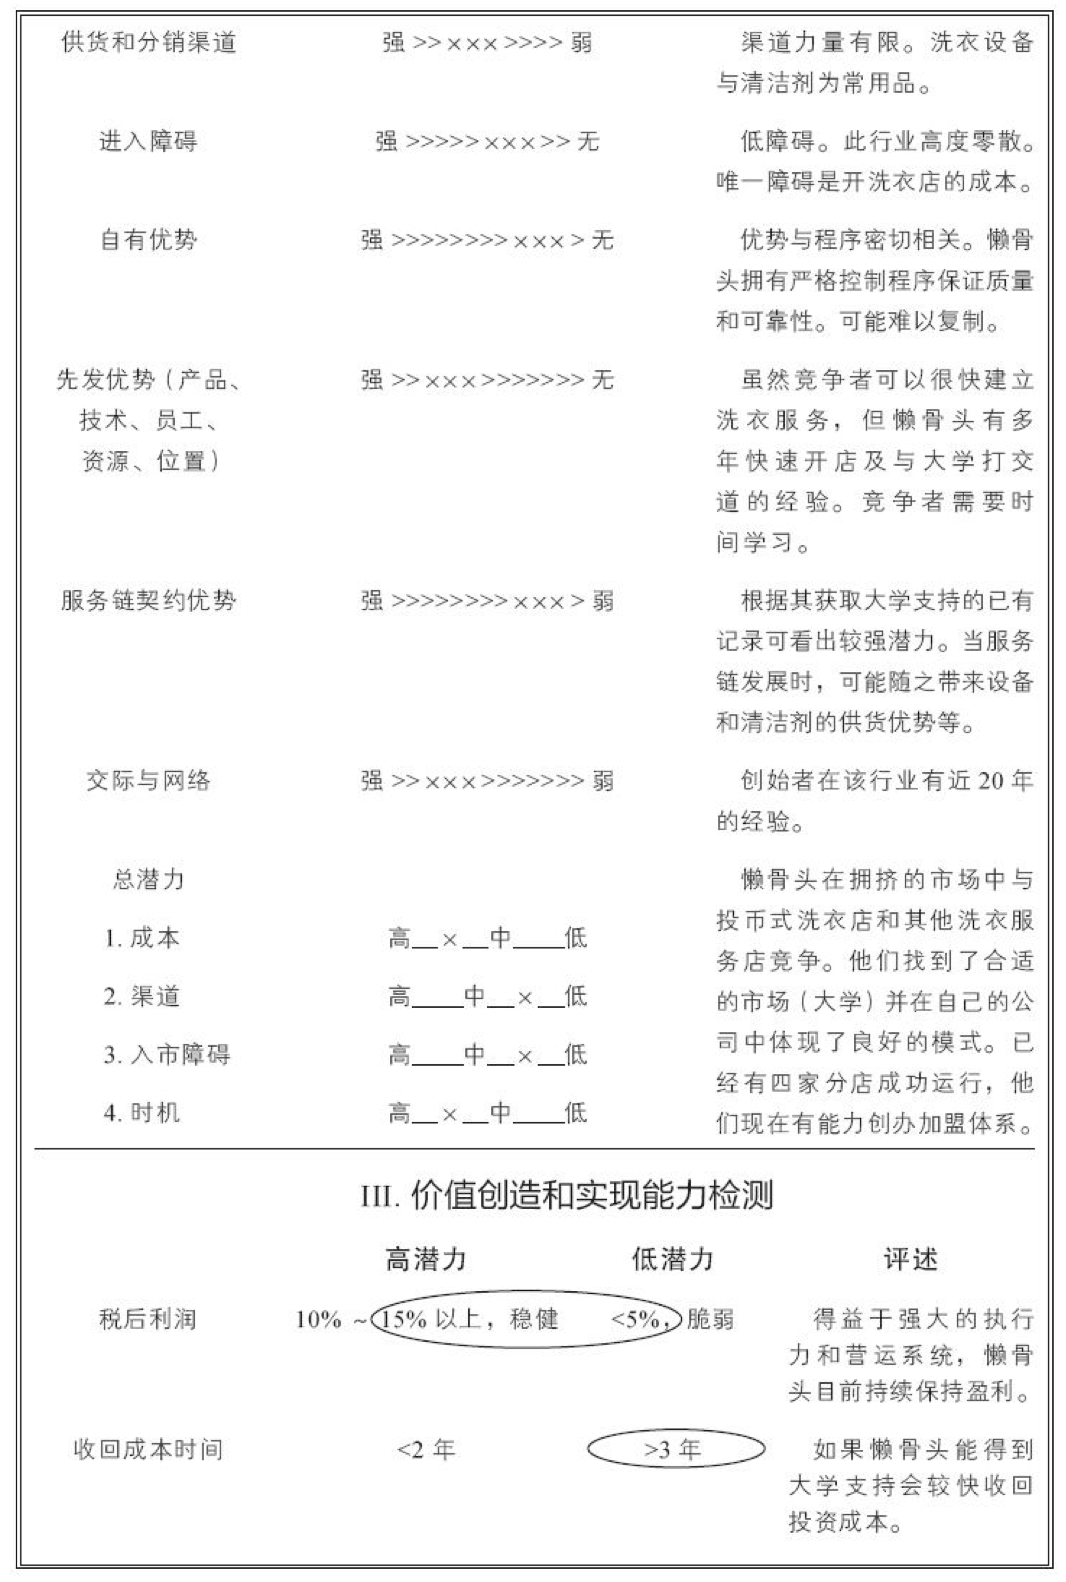 供货和分销渠道 强 >>×××>>>> 弱 渠道力量有限。洗衣设备
与清洁剂为常用品。
进入障碍 强 >>>>>×××>> 无 低障碍。此行业高度零散。
唯一障碍是开洗衣店的成本。
自有优势 强 >>>>>>>>×××> 无 优势与程序密切相关。懒骨
头拥有严格控制程序保证质量
和可靠性。可能难以复制。
先发优势（产品、 强 >>×××>>>>>>> 无 虽然竞争者可以很快建立
技术、员工、 洗衣服务，但懒骨头有多
资源、位置） 年快速开店及与大学打交
道的经验。竞争者需要时
间学习。
服务链契约优势 强 >>>>>>>>×××> 弱 根据其获取大学支持的已有
记录可看出较强潜力。当服务
链发展时，可能随之带来设备
和清洁剂的供货优势等。
交际与网络 强 >>×××>>>>>>> 弱 创始者在该行业有近 20 年
的经验。
总潜力 懒骨头在拥挤的市场中与
投币式洗衣店和其他洗衣服
1. 成本 高__×__中____低
务店竞争。他们找到了合适
2. 渠道 高____中__×__低 的市场（大学）并在自己的公
司中体现了良好的模式。已
3. 入市障碍 高____中__×__低
经有四家分店成功运行，他
4. 时机 高__×__中____低 们现在有能力创办加盟体系。
III. 价值创造和实现能力检测
高潜力 低潜力 评述
税后利润 10% ~ 15% 以上，稳健 <5%，脆弱 得益于强大的执行
力和营运系统，懒骨
头目前持续保持盈利。
收回成本时间 <2 年 >3 年 如果懒骨头能得到
大学支持会较快收回
投资成本。